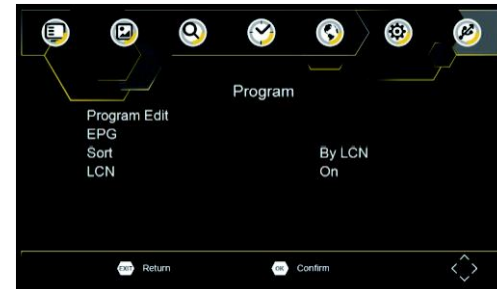 Program
Program Edit
EPG
Sort By LCN
LCN On
EXIT Return OK Confirm